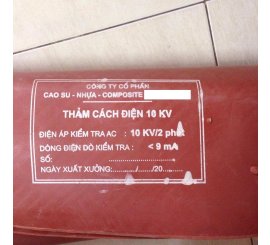 CÔNG TY CỔ PHẦN
CAO SU - NHỰA - COMPOSITE
THẢM CÁCH ĐIỆN 10 KV
ĐIỆN ÁP KIỂM TRA AC : 10 KV/2 phút
DÒNG ĐIỆN DÒ KIỂM TRA : < 9 mA
SỐ:
NGÀY XUẤT XƯỞNG:......../....../20......